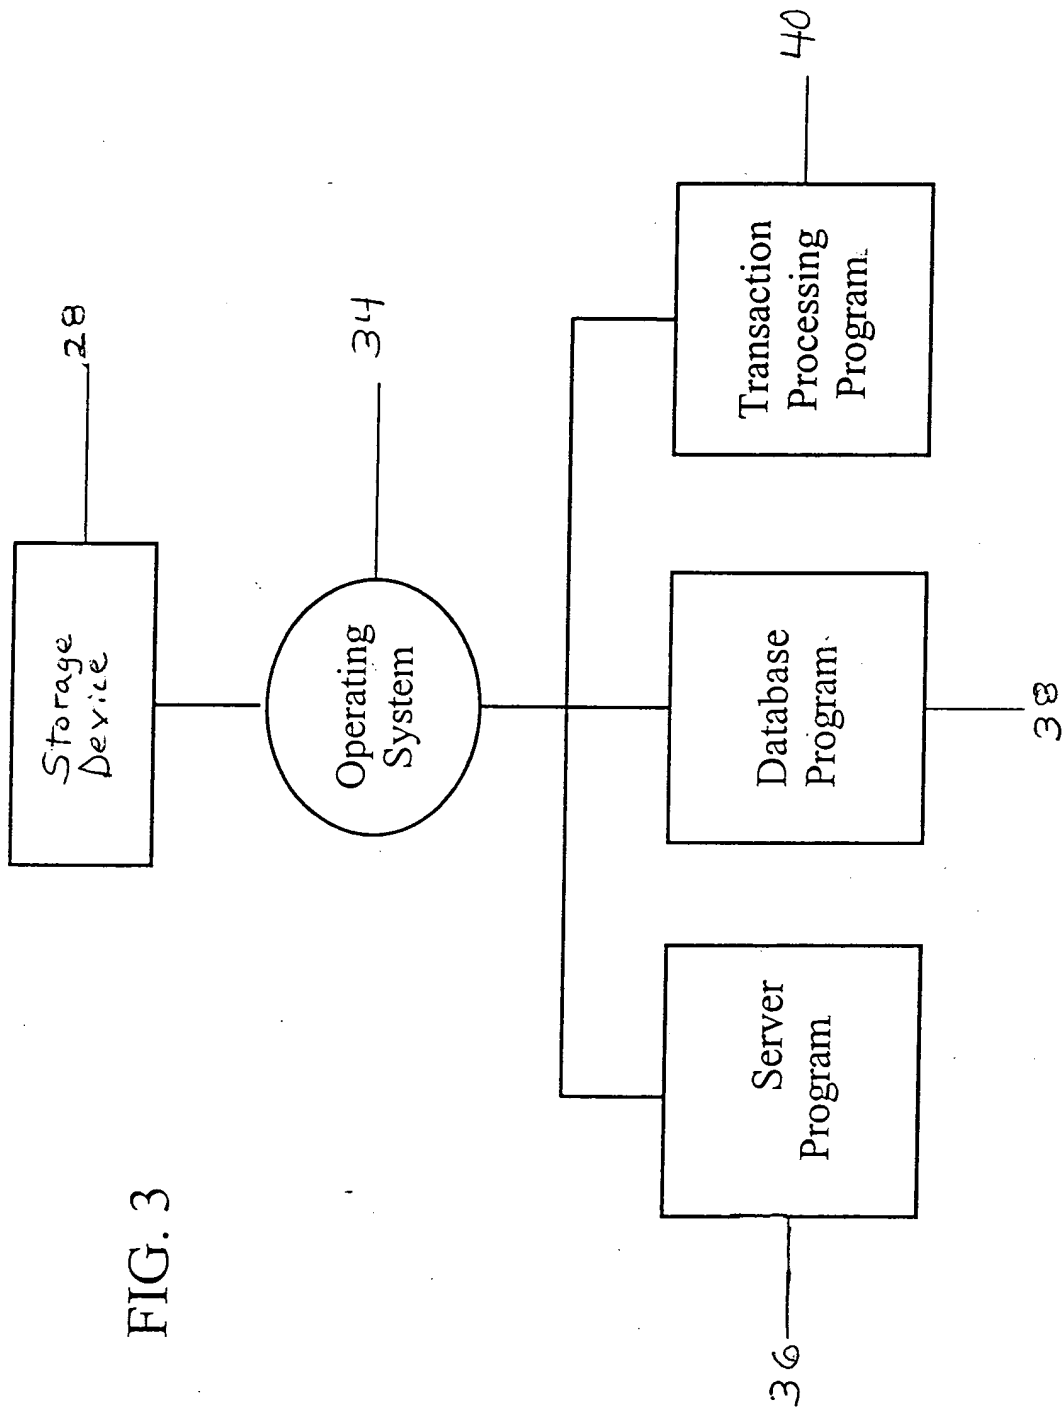 FIG. 3
Storage
Device
28
Operating
System
34
Server
Program
36
Database
Program
38
Transaction
Processing
Program
40